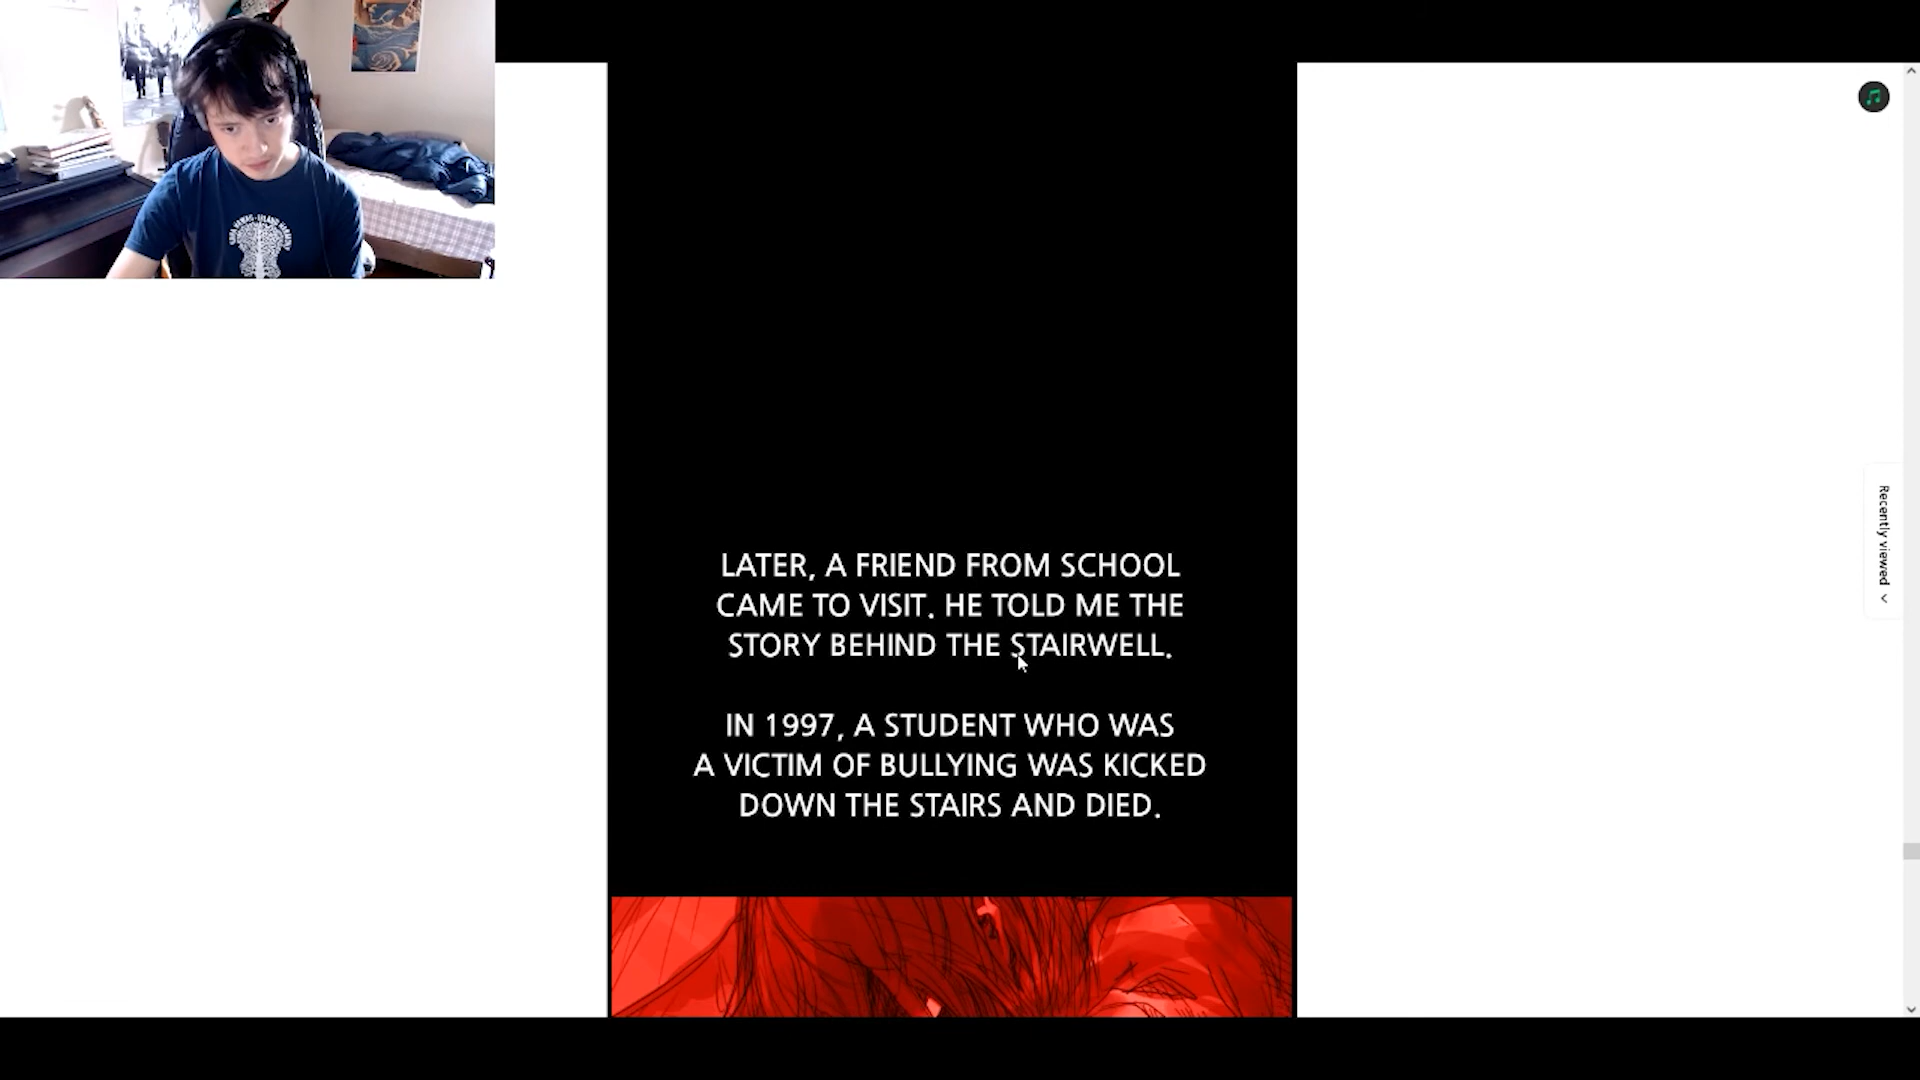 LATER, A FRIEND FROM SCHOOL
CAME TO VISIT. HE TOLD ME THE
STORY BEHIND THE STAIRWELL.
IN 1997, A STUDENT WHO WAS
A VICTIM OF BULLYING WAS KICKED
DOWN THE STAIRS AND DIED.
Recently viewed